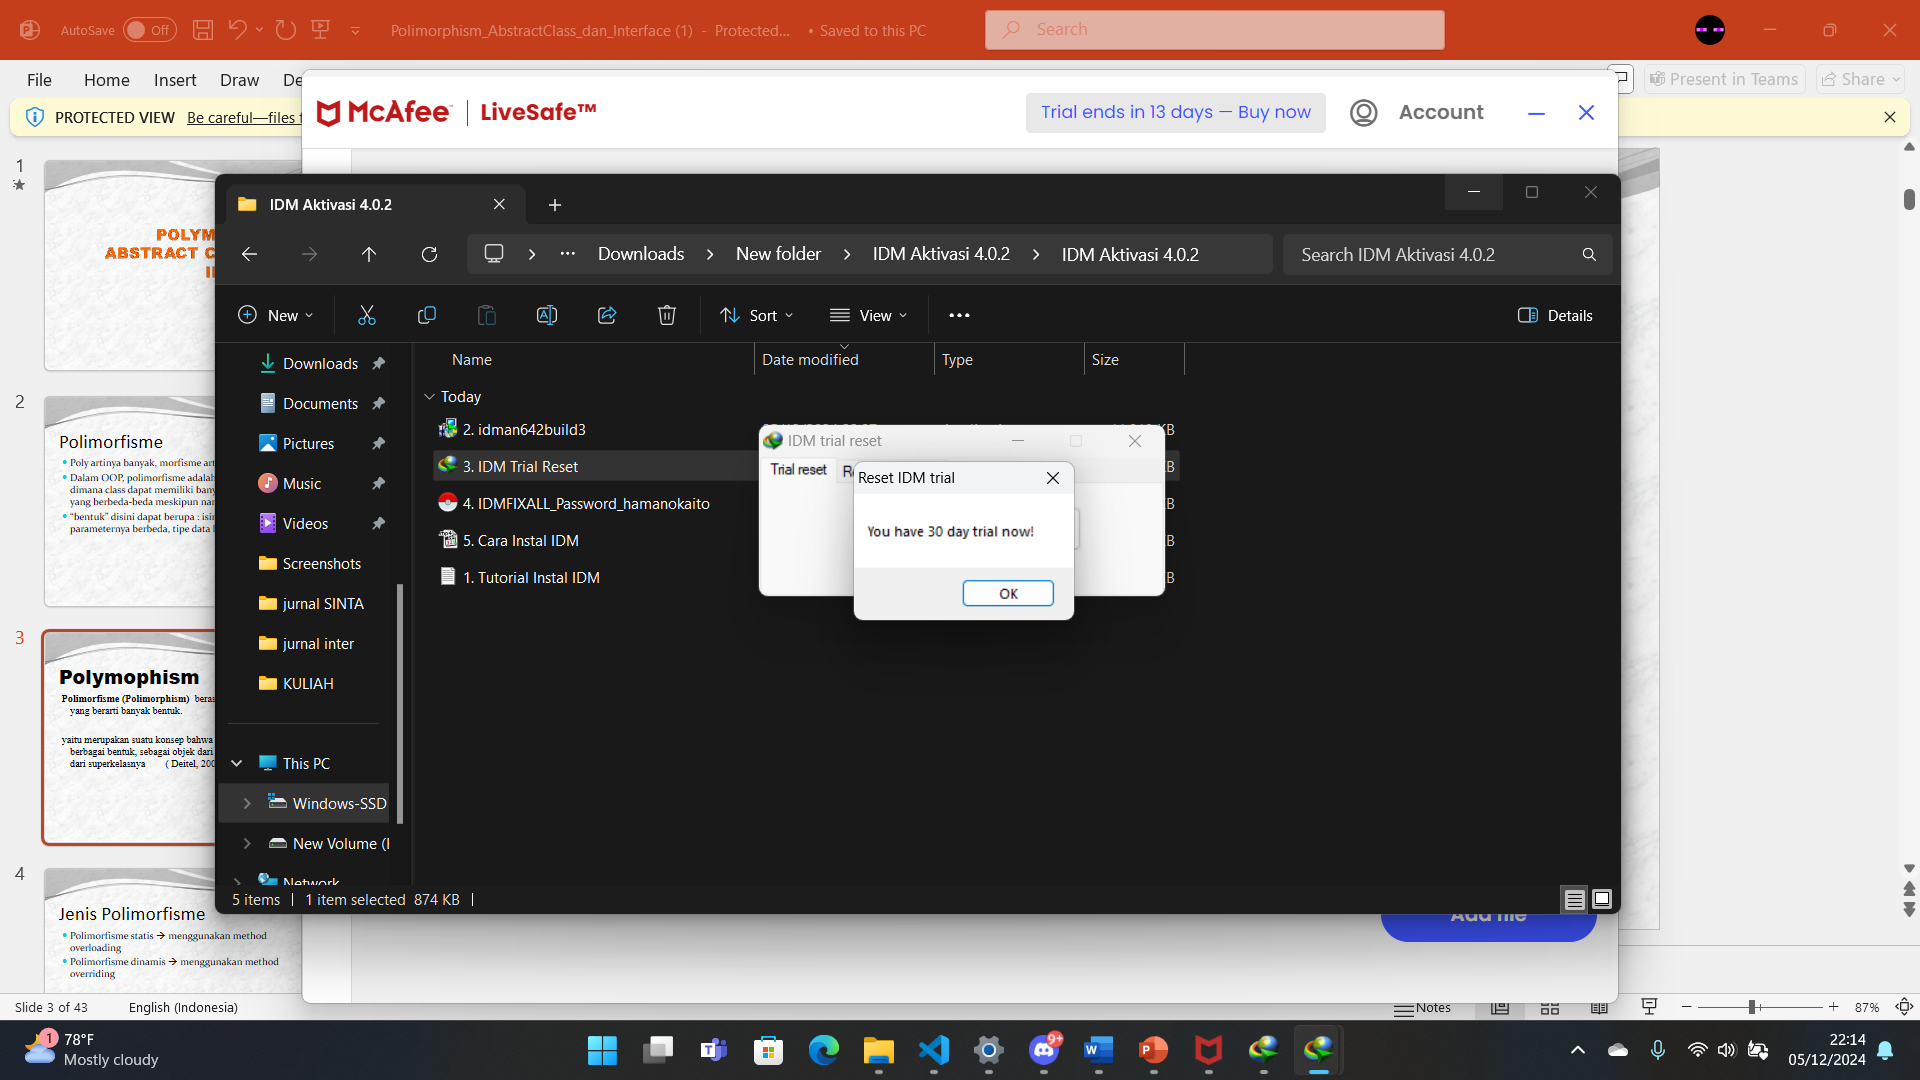 AutoSave Off Polimorphism_AbstractClass_dan_Interface (1) - Protected... • Saved to this PC Search
File Home Insert Draw Present in Teams Share
PROTECTED VIEW Be careful—files
McAfee™ LiveSafe™ Trial ends in 13 days — Buy now Account
IDM Aktivasi 4.0.2
··· Downloads New folder IDM Aktivasi 4.0.2 IDM Aktivasi 4.0.2 Search IDM Aktivasi 4.0.2
New Sort View Details
Name Date modified Type Size
Today
2. idman642build3
3. IDM Trial Reset
4. IDMFIXALL_Password_hamanokaito
5. Cara Instal IDM
1. Tutorial Instal IDM
IDM trial reset
Trial reset
Reset IDM trial
You have 30 day trial now!
OK
Downloads
Documents
Pictures
Music
Videos
Screenshots
jurnal SINTA
jurnal inter
KULIAH
This PC
Windows-SSD
New Volume (
Network
5 items 1 item selected 874 KB
Add file
1
POLYM
ABSTRACT C
2
Polimorfisme
• Poly artinya banyak, morfisme
• Dalam OOP, polimorfisme adalah
dimana class dapat memiliki
yang berbeda-beda meskipun
• "bentuk" disini dapat berupa : isin
parameternya berbeda, tipe data
3
Polymophism
Polimorfisme (Polimorphism)
yang berarti banyak bentuk.
yaitu merupakan suatu konsep bahwa
berbagai bentuk, sebagai objek dari
dari superkelasnya ( Deitel,
4
Jenis Polimorfisme
• Polimorfisme statis → menggunakan method
overloading
• Polimorfisme dinamis → menggunakan method
overriding
Slide 3 of 43 English (Indonesia) Notes 87%
1 78°F
Mostly cloudy
9+
22:14
05/12/2024